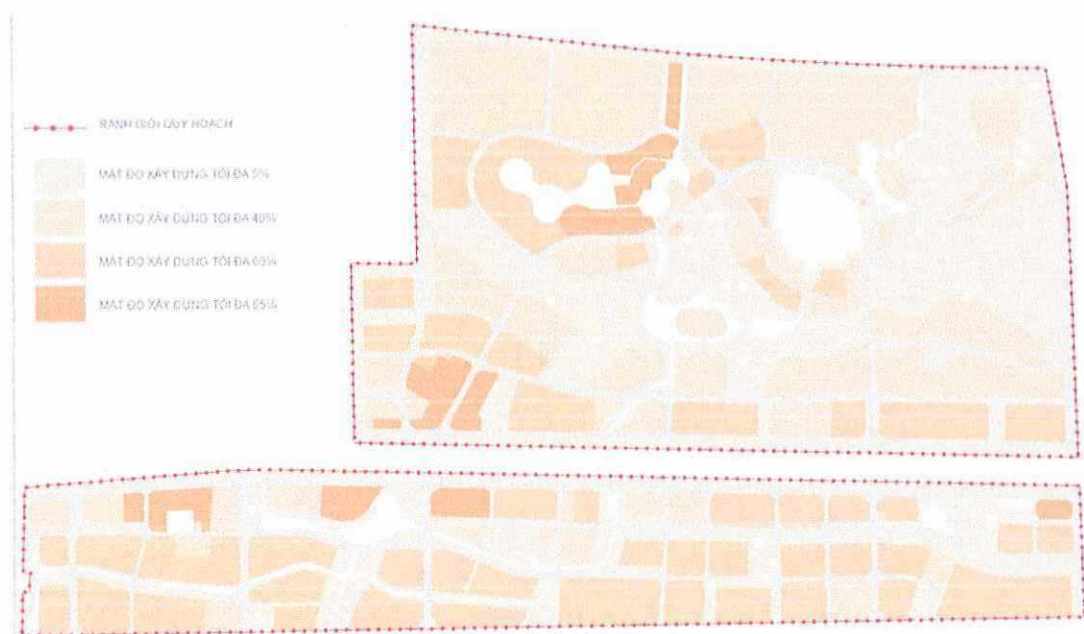 RANH GIỚI QUY HOẠCH
MẬT ĐỘ XÂY DỰNG TỐI ĐA 5%
MẬT ĐỘ XÂY DỰNG TỐI ĐA 40%
MẬT ĐỘ XÂY DỰNG TỐI ĐA 60%
MẬT ĐỘ XÂY DỰNG TỐI ĐA 65%